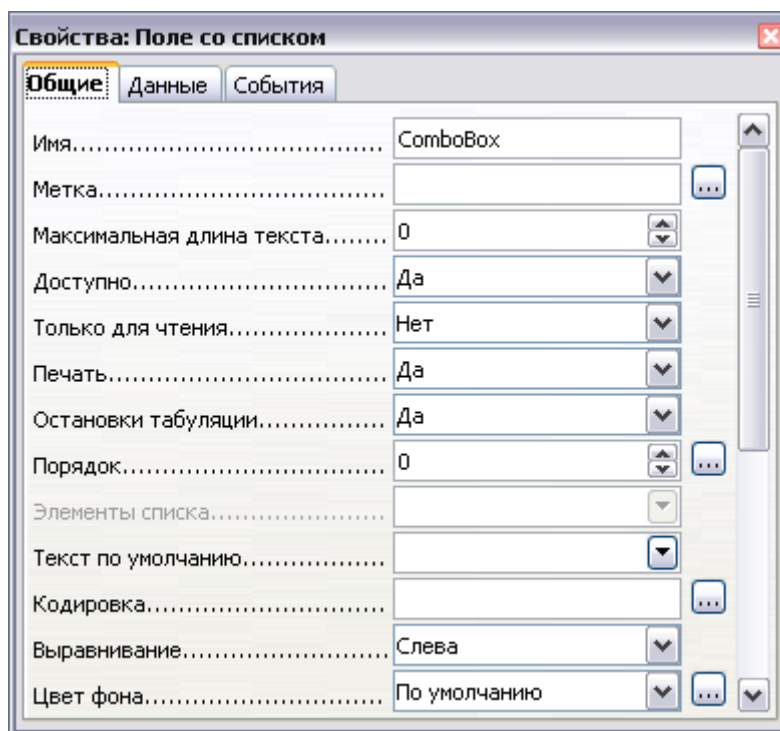 Свойства: Поле со списком
Общие Данные События
Имя....................................... ComboBox
Метка.................................... ...
Максимальная длина текста........ 0
Доступно............................. Да
Только для чтения.................... Нет
Печать................................... Да
Остановки табуляции................ Да
Порядок................................. 0 ...
Элементы списка......................
Текст по умолчанию..................
Кодировка.............................. ...
Выравнивание.......................... Слева
Цвет фона.............................. По умолчанию ...